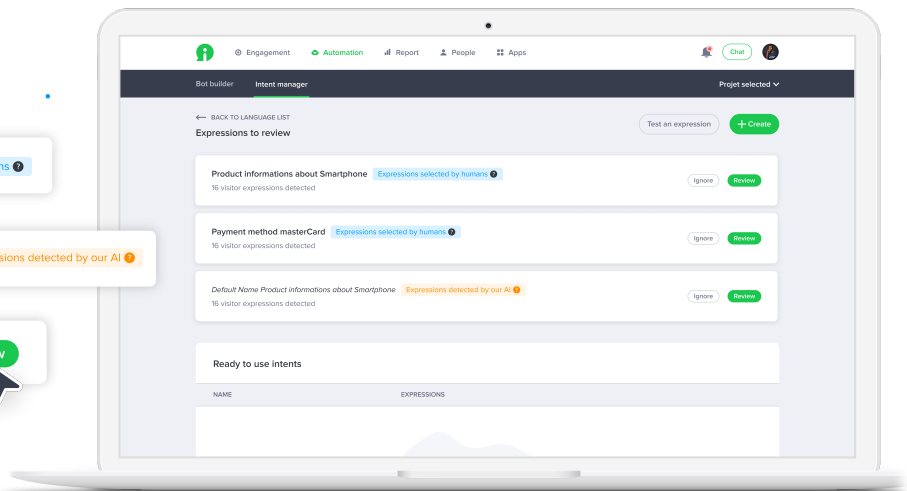 Engagement Automation Report People Apps Chat
Bot builder Intent manager Projet selected
BACK TO LANGUAGE LIST
Expressions to review
Test an expression + Create
Product informations about Smartphone Expressions selected by humans ?
16 visitor expressions detected
Ignore Review
Payment method masterCard Expressions selected by humans ?
16 visitor expressions detected
Ignore Review
Default Name Product informations about Smartphone Expressions detected by our AI ?
16 visitor expressions detected
Ignore Review
Ready to use intents
NAME EXPRESSIONS
detected by our AI ?